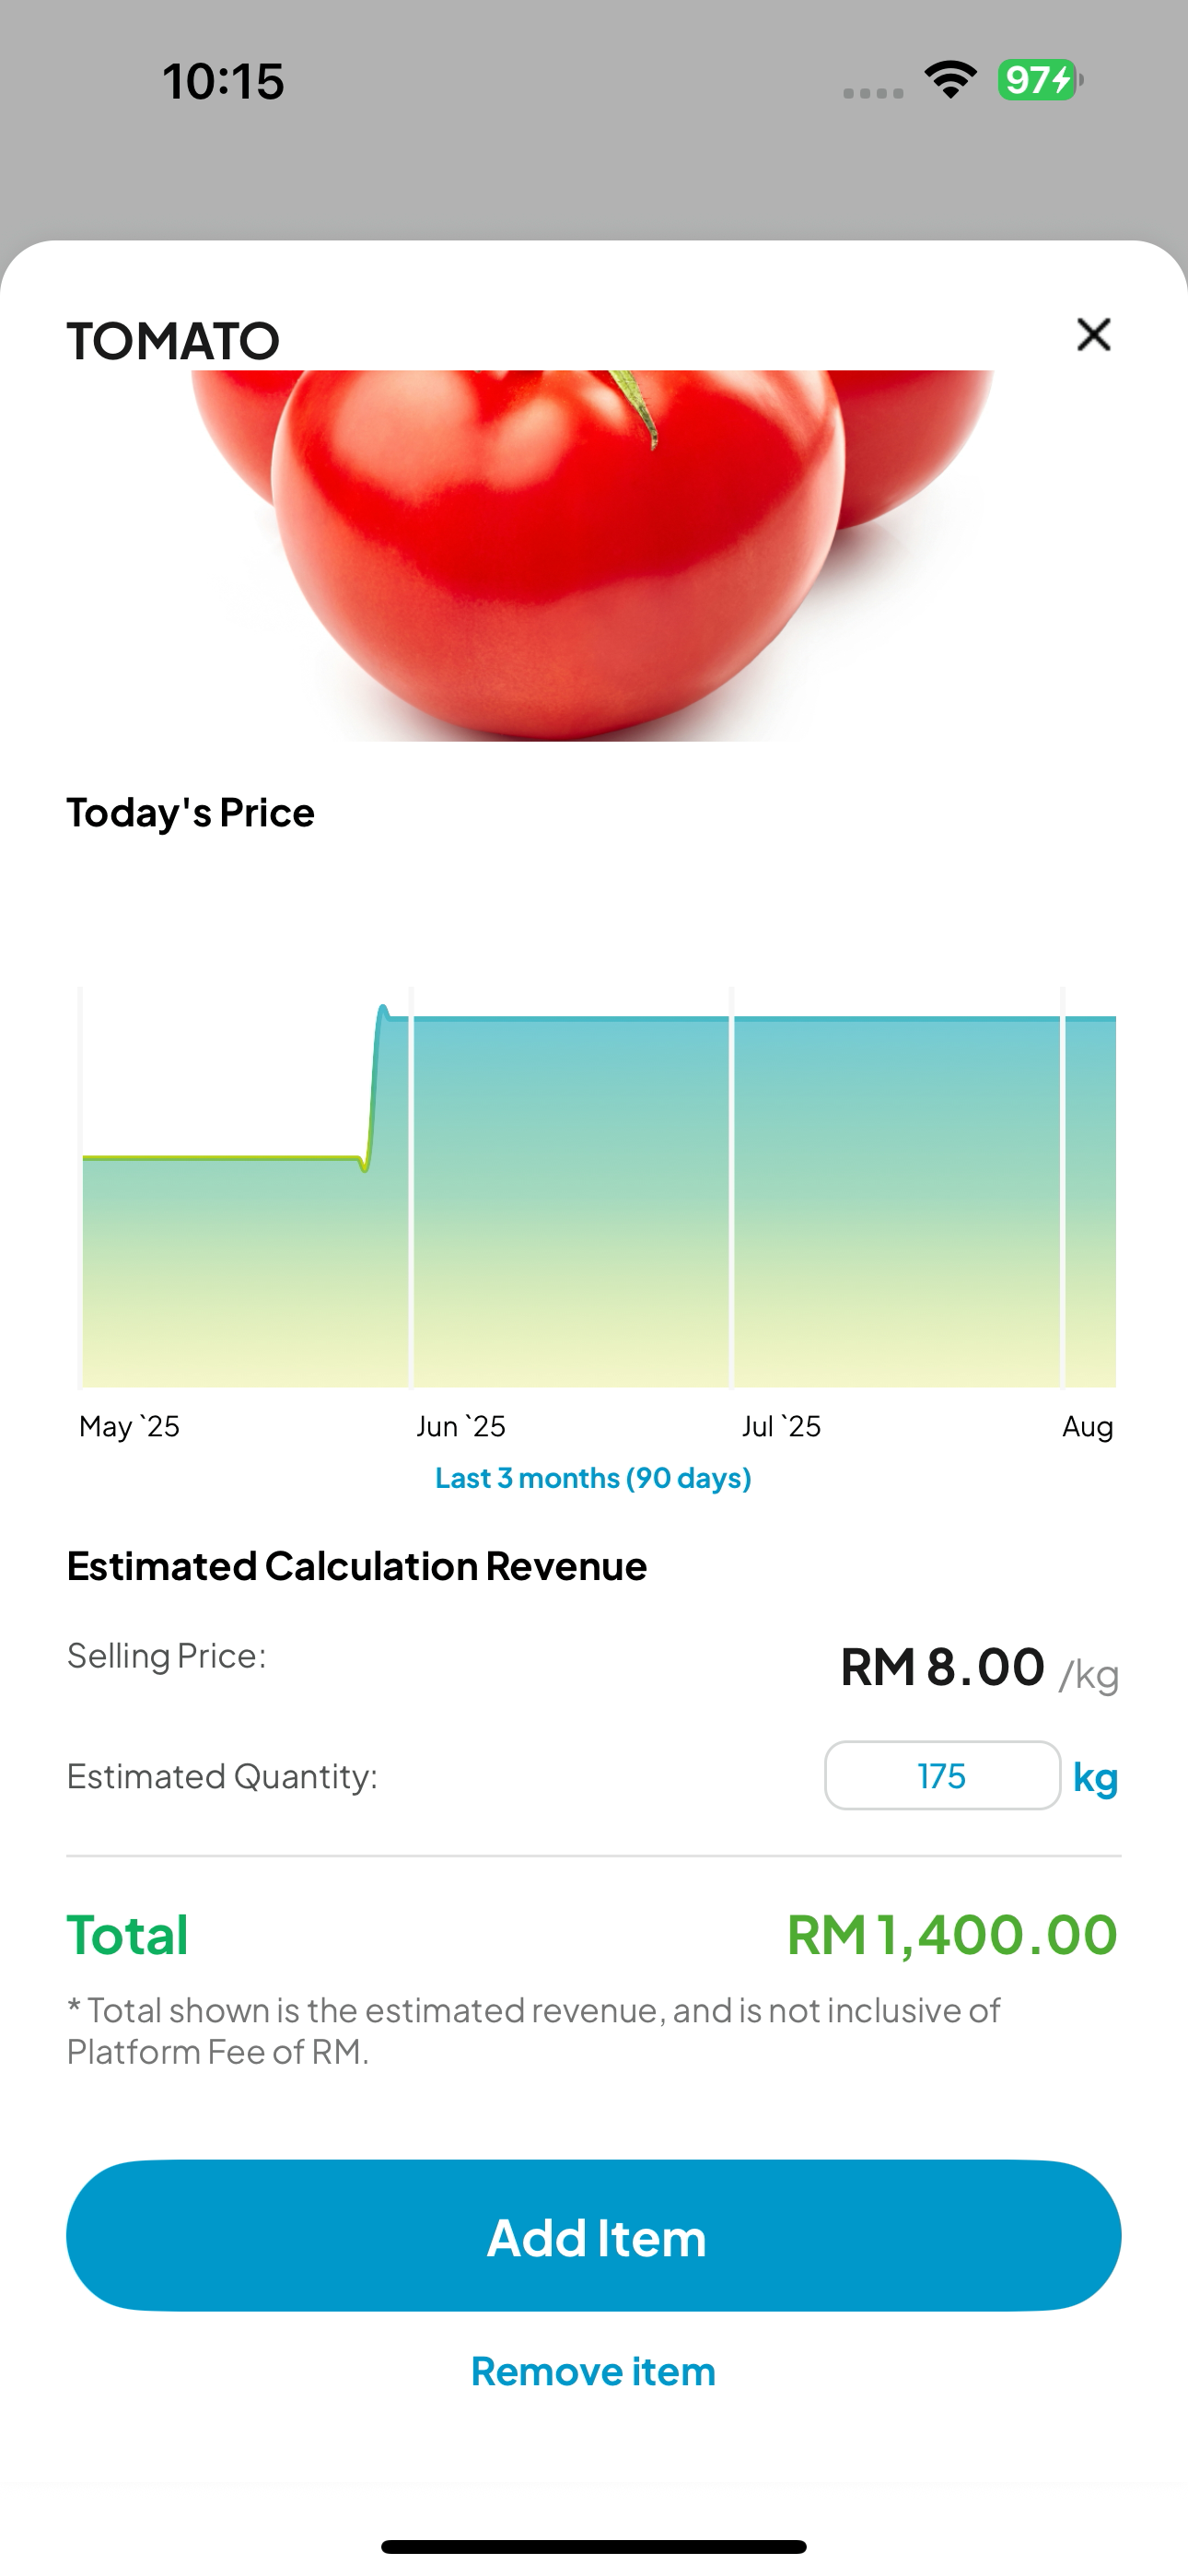 10:15
97
TOMATO
Today's Price
May `25 Jun `25 Jul `25 Aug
Last 3 months (90 days)
Estimated Calculation Revenue
Selling Price: RM 8.00 /kg
Estimated Quantity: 175 kg
Total RM 1,400.00
* Total shown is the estimated revenue, and is not inclusive of
Platform Fee of RM.
Add Item
Remove item